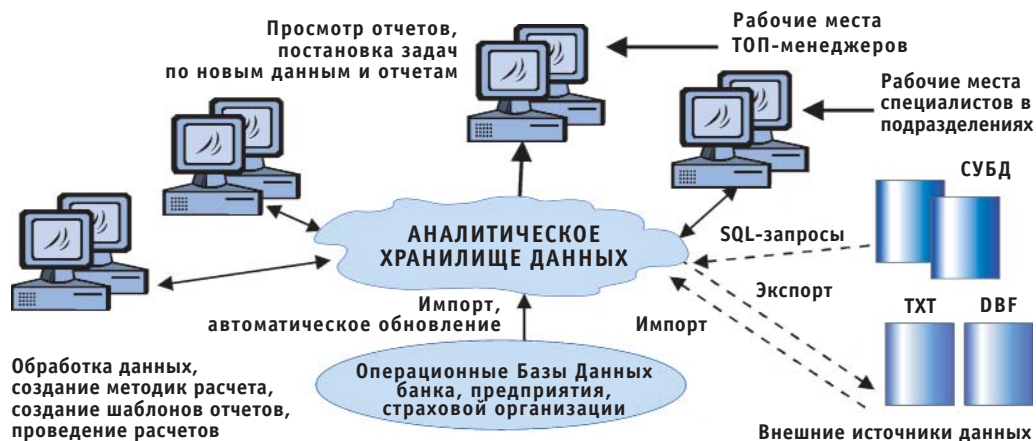 Просмотр отчетов,
постановка задач
по новым данным и отчетам
Рабочие места
ТОП-менеджеров
Рабочие места
специалистов в
подразделениях
СУБД
АНАЛИТИЧЕСКОЕ
ХРАНИЛИЩЕ ДАННЫХ
SQL-запросы
Экспорт
Импорт,
автоматическое обновление
Импорт
TXT
DBF
Обработка данных,
создание методик расчета,
создание шаблонов отчетов,
проведение расчетов
Операционные Базы Данных
банка, предприятия,
страховой организации
Внешние источники данных